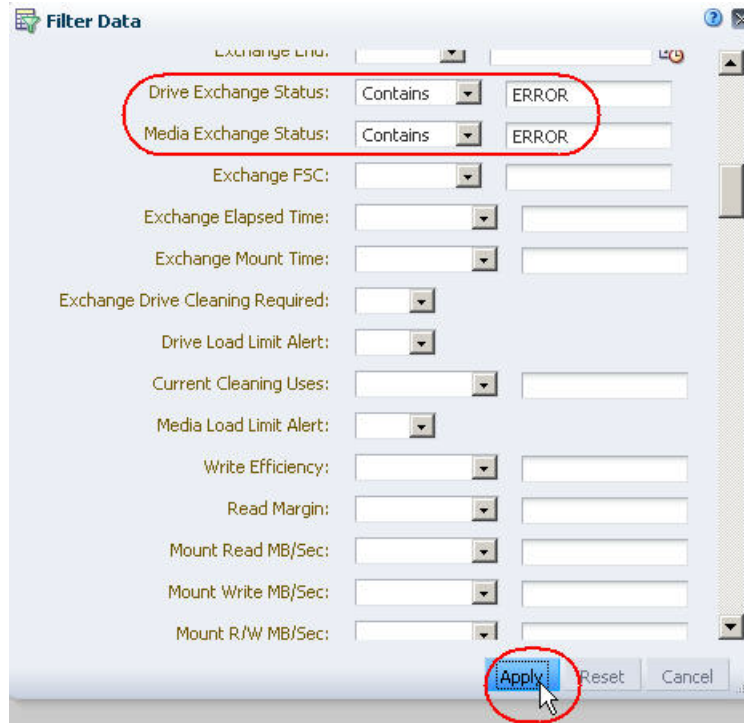 Filter Data
Exchange End:
Drive Exchange Status: Contains ERROR
Media Exchange Status: Contains ERROR
Exchange FSC:
Exchange Elapsed Time:
Exchange Mount Time:
Exchange Drive Cleaning Required:
Drive Load Limit Alert:
Current Cleaning Uses:
Media Load Limit Alert:
Write Efficiency:
Read Margin:
Mount Read MB/Sec:
Mount Write MB/Sec:
Mount R/W MB/Sec:
Apply Reset Cancel